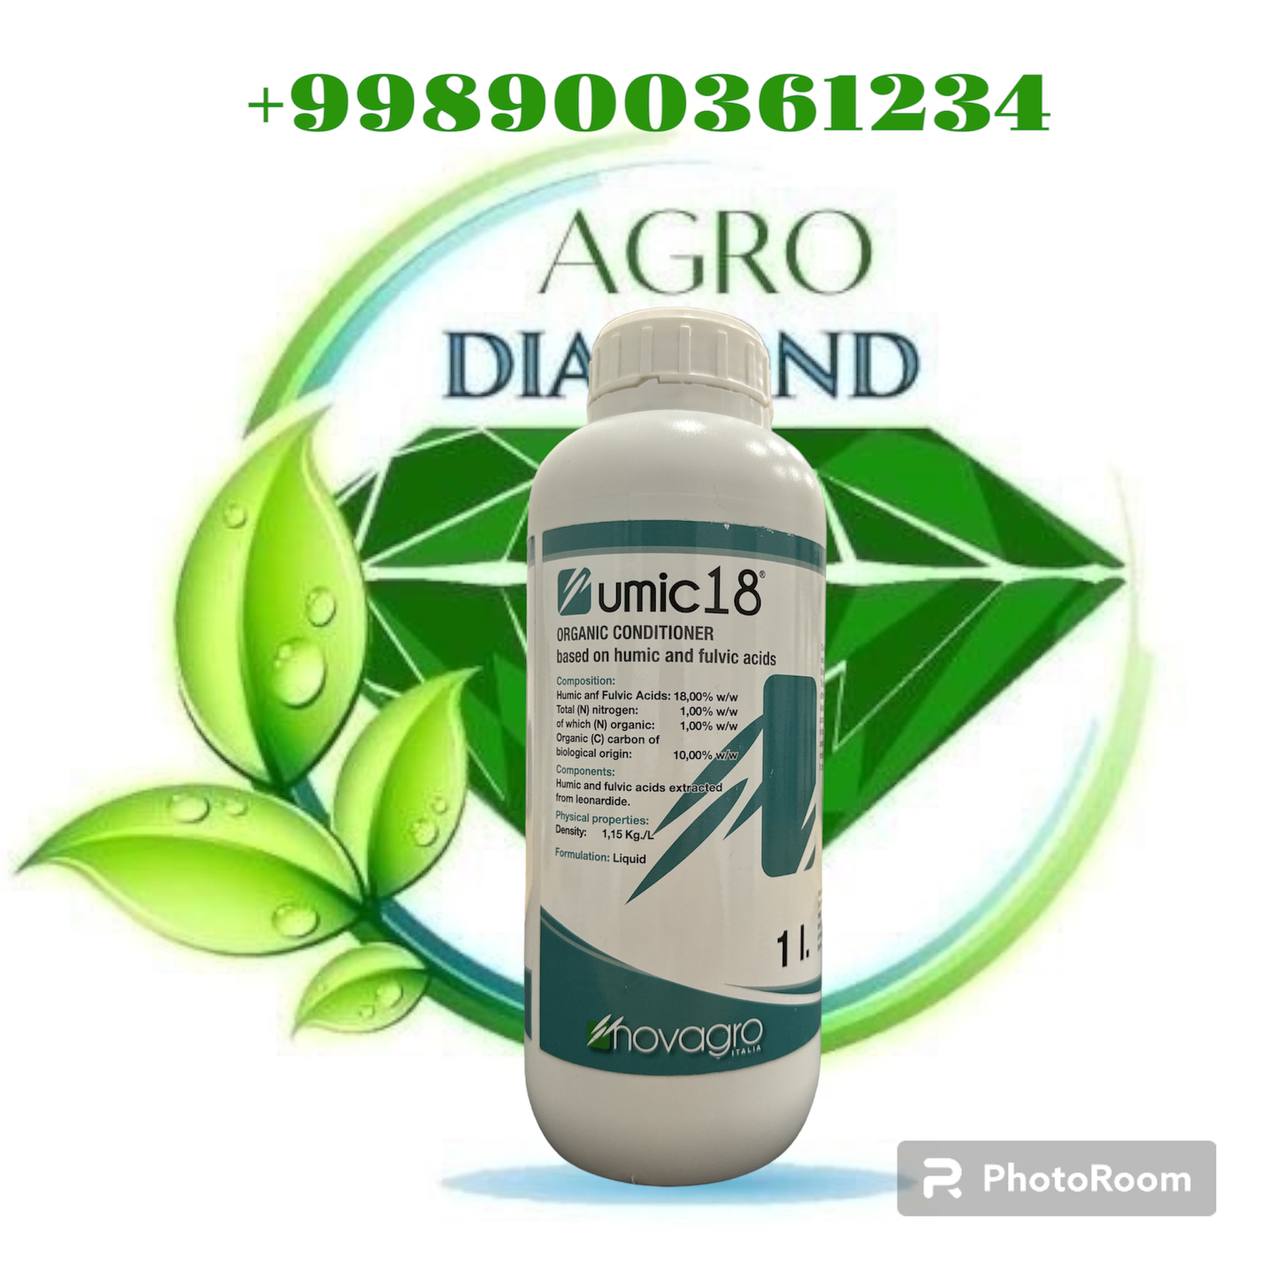 +998900361234
AGRO
DIA ND
umic18®
ORGANIC CONDITIONER
based on humic and fulvic acids
Composition:
Humic anf Fulvic Acids: 18,00% w/w
Total (N) nitrogen: 1,00% w/w
of which (N) organic: 1,00% w/w
Organic (C) carbon of
biological origin: 10,00% w/w
Components:
Humic and fulvic acids extracted
from leonardide.
Physical properties:
Density: 1,15 Kg./L
Formulation: Liquid
1 l.
novagro
ITALIA
PhotoRoom